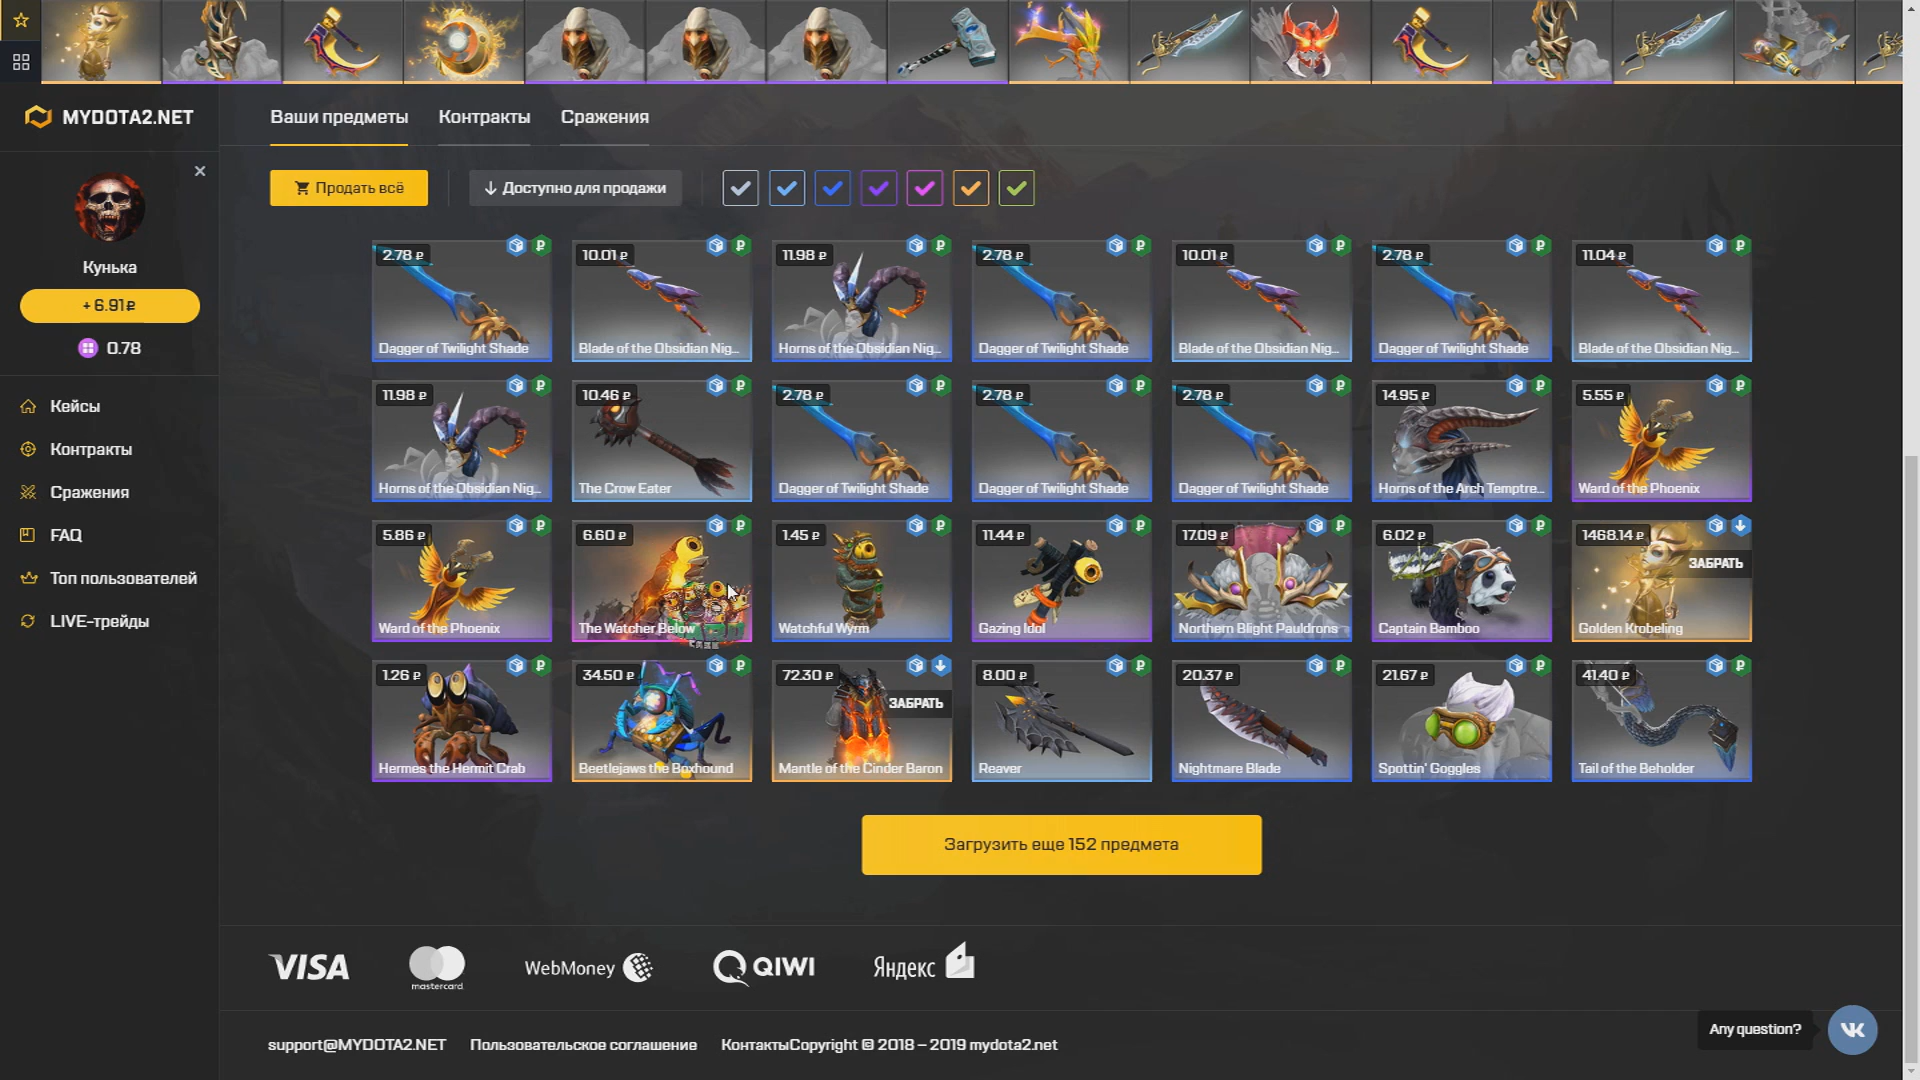 MYDOTA2.NET
Ваши предметы
Контракты
Сражения
Продать всё
Доступно для продажи
Кунька
+ 6.91 ₽
0.78
Кейсы
Контракты
Сражения
FAQ
Топ пользователей
LIVE-трейды
2.78 ₽
Dagger of Twilight Shade
10.01 ₽
Blade of the Obsidian Nig...
11.98 ₽
Horns of the Obsidian Nig...
2.78 ₽
Dagger of Twilight Shade
10.01 ₽
Blade of the Obsidian Nig...
2.78 ₽
Dagger of Twilight Shade
11.04 ₽
Blade of the Obsidian Nig...
11.98 ₽
Horns of the Obsidian Nig...
10.46 ₽
The Crow Eater
2.78 ₽
Dagger of Twilight Shade
2.78 ₽
Dagger of Twilight Shade
2.78 ₽
Dagger of Twilight Shade
14.95 ₽
Horns of the Arch Temptre...
5.55 ₽
Ward of the Phoenix
5.86 ₽
Ward of the Phoenix
6.60 ₽
The Watcher Below
1.45 ₽
Watchful Wyrm
11.44 ₽
Gazing Idol
17.09 ₽
Northern Blight Pauldrons
6.02 ₽
Captain Bamboo
1468.14 ₽
ЗАБРАТЬ
Golden Krobeling
1.26 ₽
Hermes the Hermit Crab
34.50 ₽
Beetlejaws the Boxhound
72.30 ₽
ЗАБРАТЬ
Mantle of the Cinder Baron
8.00 ₽
Reaver
20.37 ₽
Nightmare Blade
21.67 ₽
Spottin' Goggles
41.40 ₽
Tail of the Beholder
Загрузить еще 152 предмета
VISA
mastercard
WebMoney
QIWI
Яндекс
Any question?
support@MYDOTA2.NET
Пользовательское соглашение
КонтактыCopyright © 2018 – 2019 mydota2.net